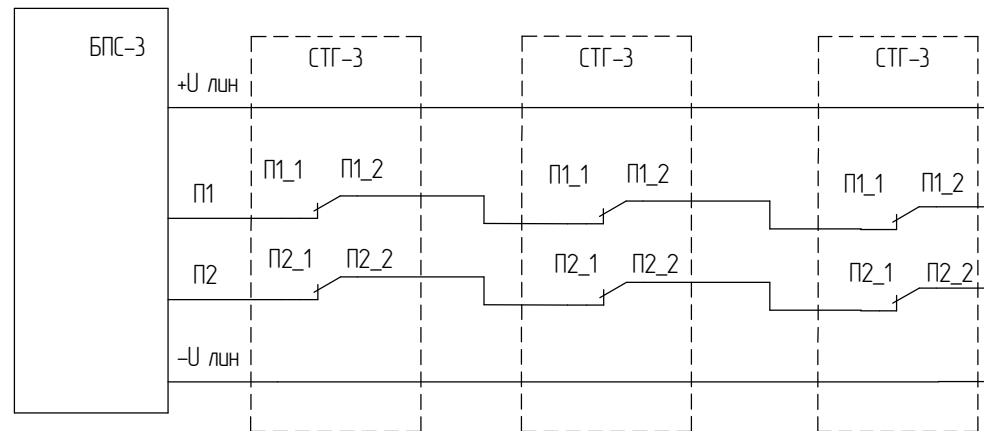 БПС-3
СТГ-3
СТГ-3
СТГ-3
+U лин
П1
П1_1
П1_2
П1_1
П1_2
П1_1
П1_2
П2
П2_1
П2_2
П2_1
П2_2
П2_1
П2_2
-U лин